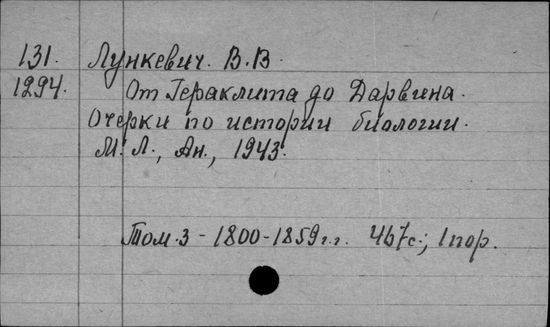 131. Лункевич. В.В.
1294. От Гераклита до Дарвина.
Очерки по истории биологии.
М. Л., Ан., 1943.
Том. 3 - 1800-1859 г.г. 467с.; 1 пор.